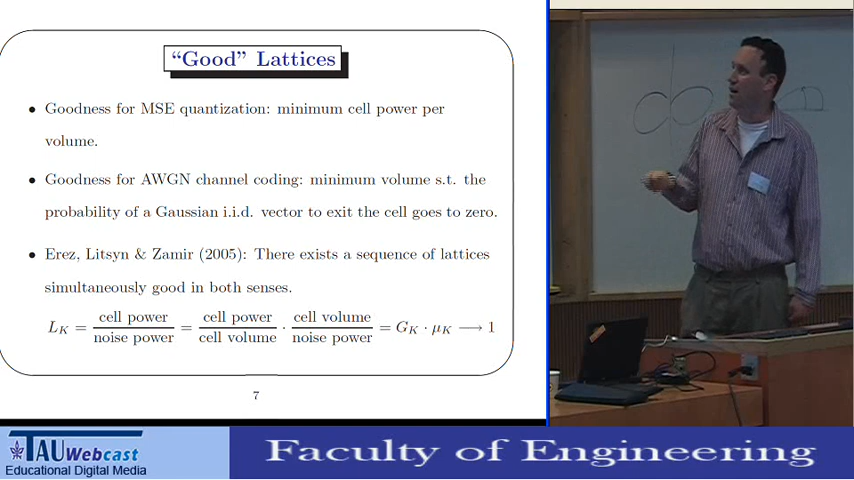 “Good” Lattices
• Goodness for MSE quantization: minimum cell power per
volume.
• Goodness for AWGN channel coding: minimum volume s.t. the
probability of a Gaussian i.i.d. vector to exit the cell goes to zero.
• Erez, Litsyn & Zamir (2005): There exists a sequence of lattices
simultaneously good in both senses.
L_K = cell power / noise power = cell power / cell volume · cell volume / noise power = G_K · μ_K ⟶ 1
7
TAU Webcast
Educational Digital Media
Faculty of Engineering